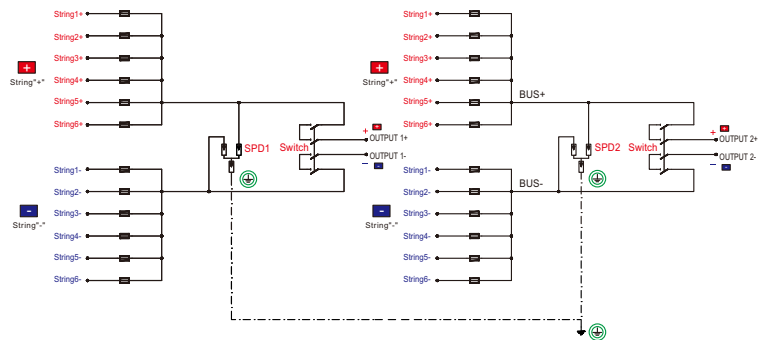 String1+
String2+
String3+
+
String"+"
String4+
String5+
String6+
SPD1
Switch
+ +
OUTPUT 1+
OUTPUT 1-
− -
String1-
String2-
-
String"-"
String3-
String4-
String5-
String6-
String1+
String2+
String3+
+
String"+"
String4+
BUS+
String5+
String6+
SPD2
Switch
+ +
OUTPUT 2+
OUTPUT 2-
− -
String1-
BUS-
String2-
-
String"-"
String3-
String4-
String5-
String6-